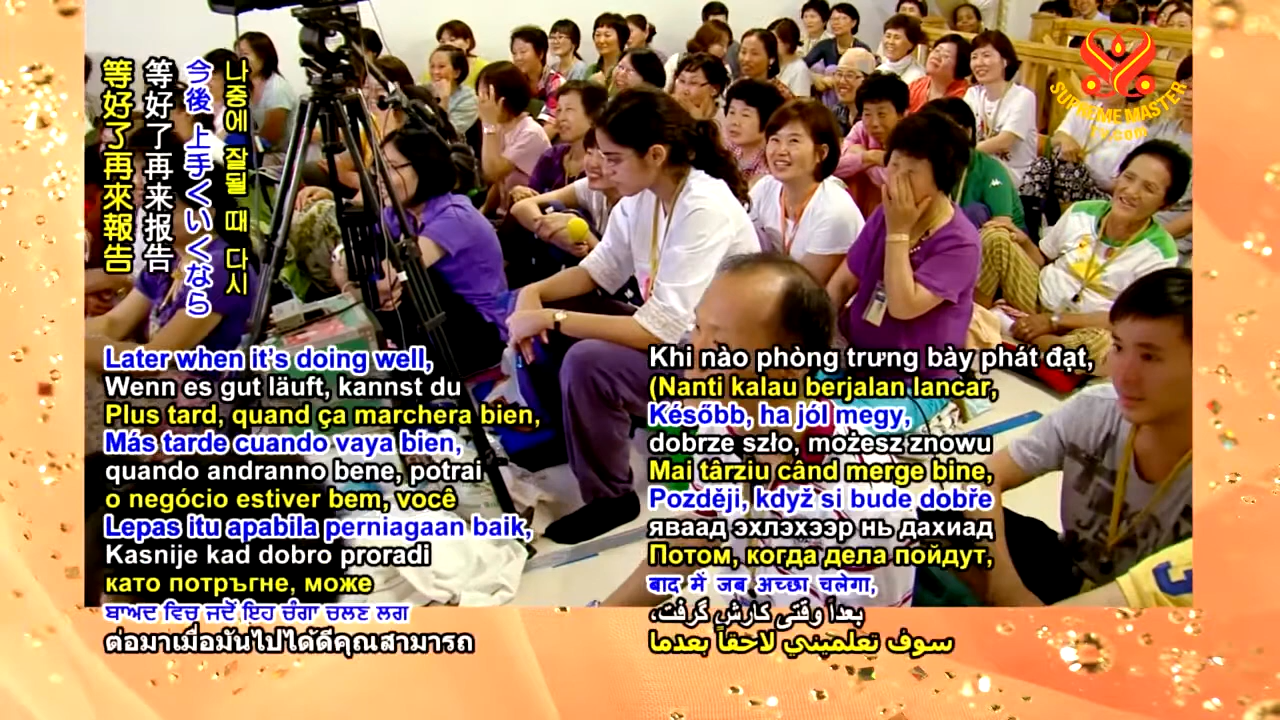 等好了再來報告
等好了再来报告
今後 上手くいくなら
나중에 잘될 때 다시
SUPREME MASTER
TV.com
Later when it's doing well,
Wenn es gut läuft, kannst du
Plus tard, quand ça marchera bien,
Más tarde cuando vaya bien,
quando andranno bene, potrai
o negócio estiver bem, você
Lepas itu apabila perniagaan baik,
Kasnije kad dobro proradi
като потръгне, може
ਬਾਅਦ ਵਿਚ ਜਦੋਂ ਇਹ ਚੰਗਾ ਚਲਣ ਲਗ
ต่อมาเมื่อมันไปได้ดีคุณสามารถ
Khi nào phòng trưng bày phát đạt,
(Nanti kalau berjalan lancar,
Később, ha jól megy,
dobrze szło, możesz znowu
Mai târziu când merge bine,
Později, když si bude dobře
яваад эхлэхээр нь дахиад
Потом, когда дела пойдут,
बाद में जब अच्छा चलेगा,
بعداً وقتی کارش گرفت،
سوف تعلميني لاحقاً بعدما
3